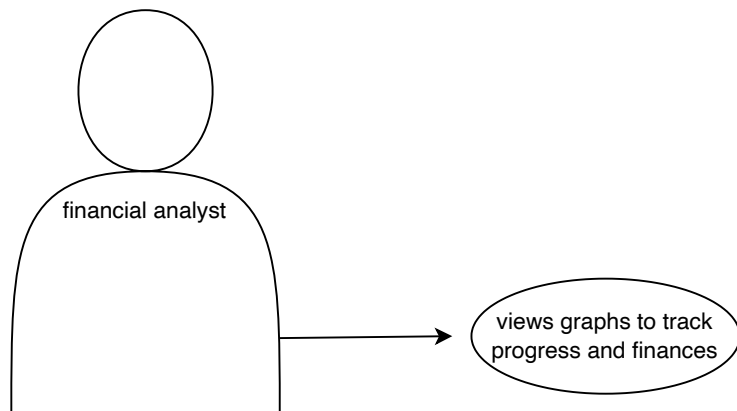 financial analyst
views graphs to track
progress and finances